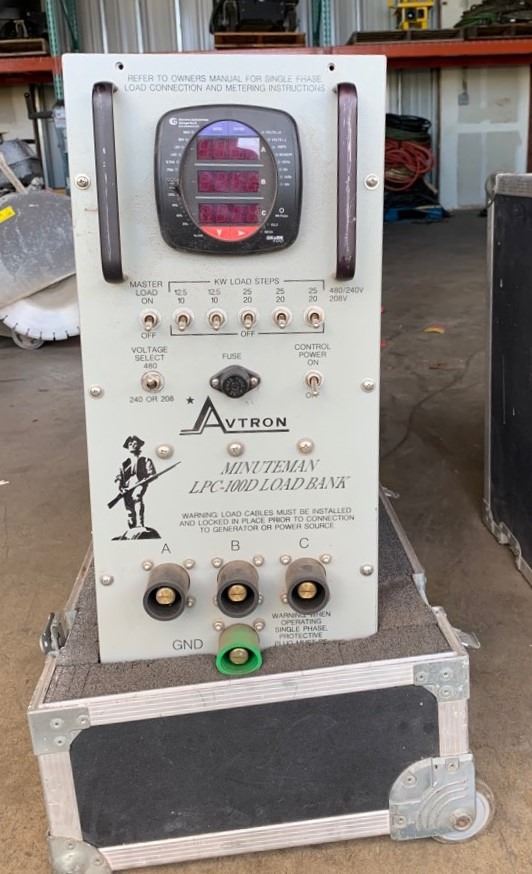 REFER TO OWNERS MANUAL FOR SINGLE PHASE
LOAD CONNECTION AND METERING INSTRUCTIONS
A
B
C
MASTER
LOAD
ON
OFF
KW LOAD STEPS
12.5 12.5 25 25 25 480/240V
10 10 20 20 20 208V
OFF
VOLTAGE
SELECT
480
240 OR 208
FUSE
CONTROL
POWER
ON
OFF
AVTRON
MINUTEMAN
LPC-100D LOAD BANK
WARNING: LOAD CABLES MUST BE INSTALLED
AND LOCKED IN PLACE PRIOR TO CONNECTION
TO GENERATOR OR POWER SOURCE
A B C
GND
WARNING: WHEN
OPERATING
SINGLE PHASE,
PROTECTIVE
PLUG MUST BE